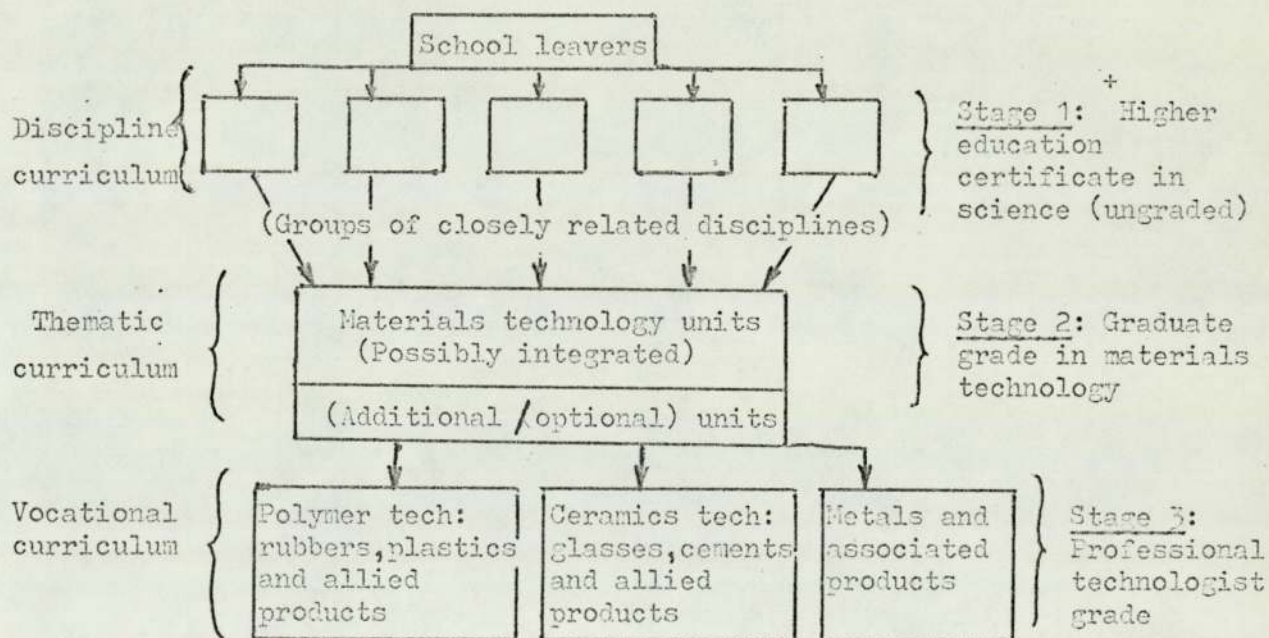 School leavers
Discipline
curriculum
+
Stage 1: Higher
education
certificate in
science (ungraded)
(Groups of closely related disciplines)
Thematic
curriculum
Materials technology units
(Possibly integrated)
(Additional /optional) units
Stage 2: Graduate
grade in materials
technology
Vocational
curriculum
Polymer tech:
rubbers,plastics
and allied
products
Ceramics tech:
glasses,cements
and allied
products
Metals and
associated
products
Stage 3:
Professional
technologist
grade